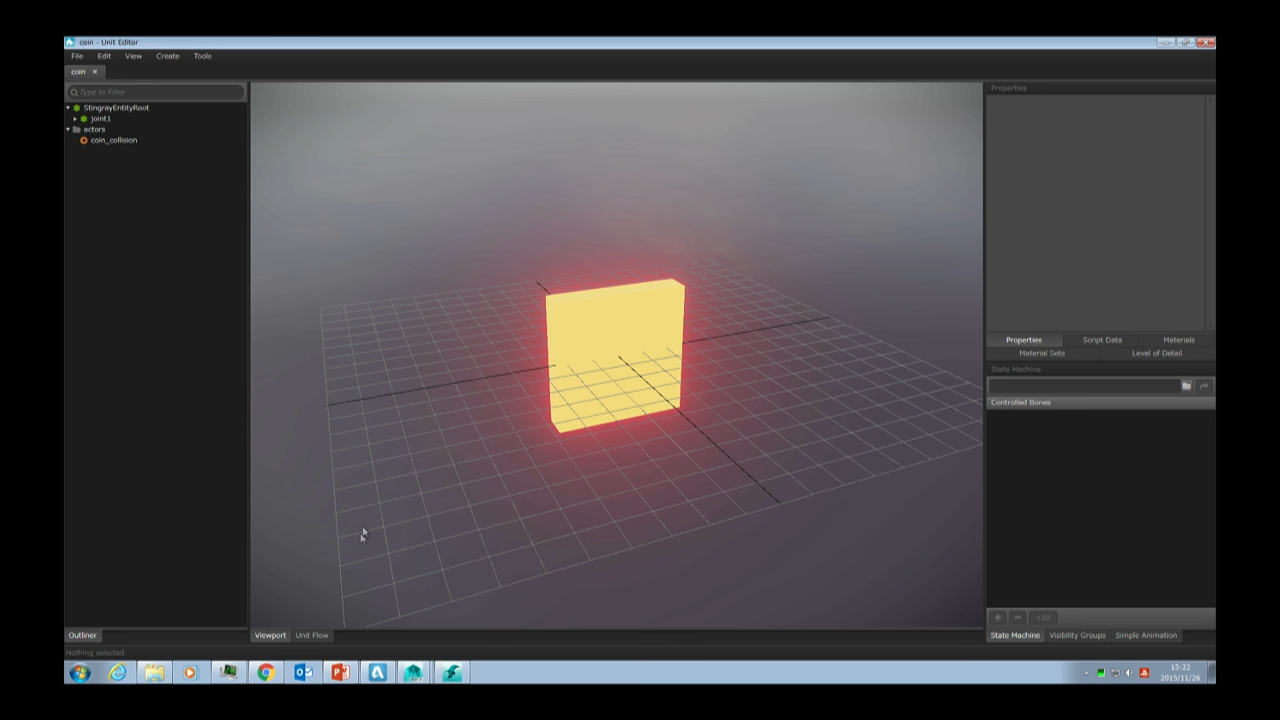 coin - Unit Editor
File Edit View Create Tools
coin
Type to Filter
StingrayEntityRoot
joint1
actors
coin_collision
Outliner
Viewport Unit Flow
Properties
Properties Script Data Materials
Material Sets Level of Detail
State Machine
Controlled Bones
+All
State Machine Visibility Groups Simple Animation
Nothing selected.
15:22
2015/11/26